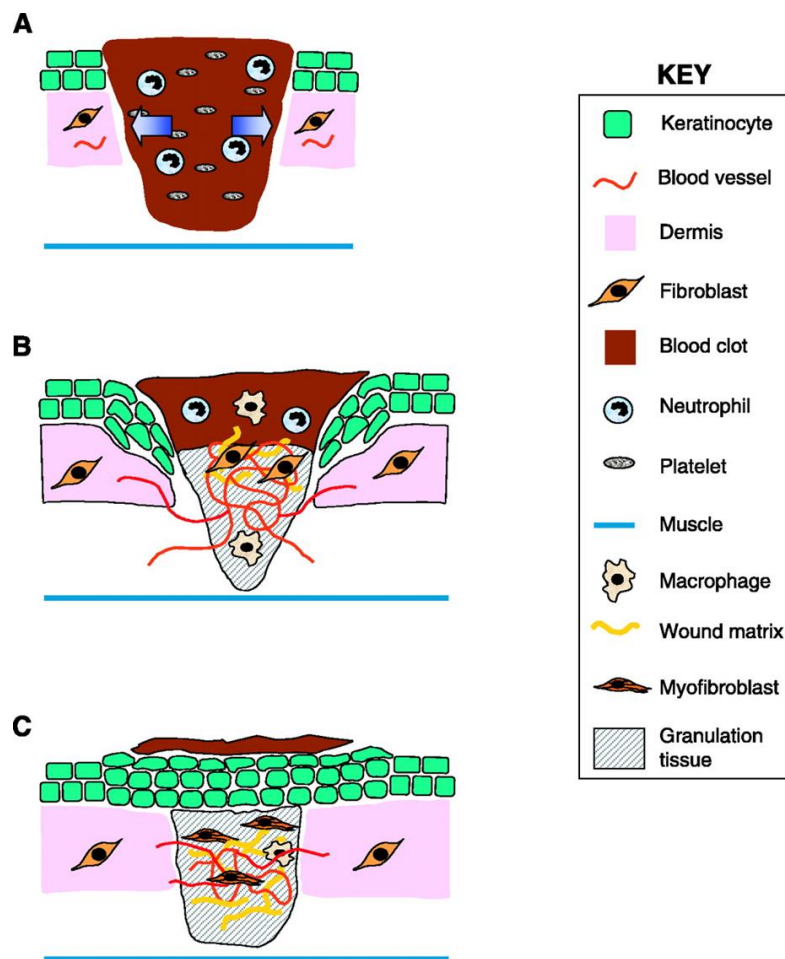 A
B
C
KEY
Keratinocyte
Blood vessel
Dermis
Fibroblast
Blood clot
Neutrophil
Platelet
Muscle
Macrophage
Wound matrix
Myofibroblast
Granulation
tissue